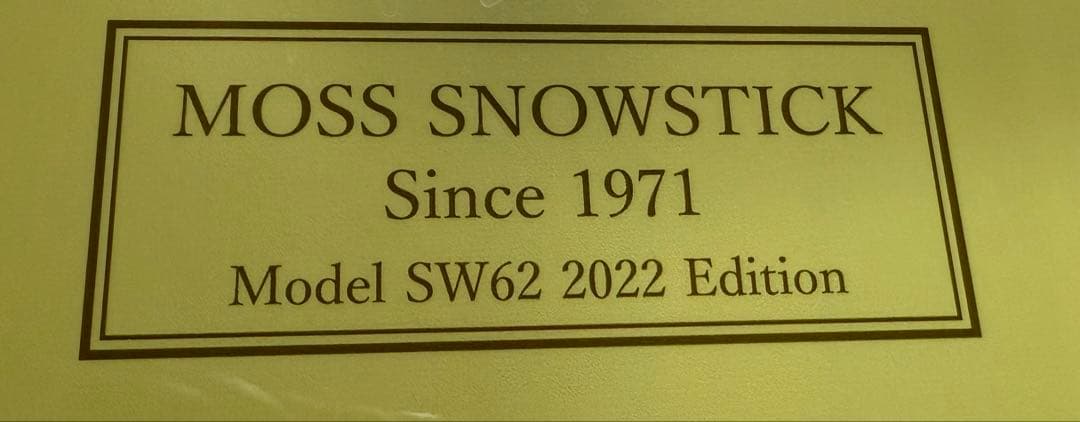 MOSS SNOWSTICK
Since 1971
Model SW62 2022 Edition